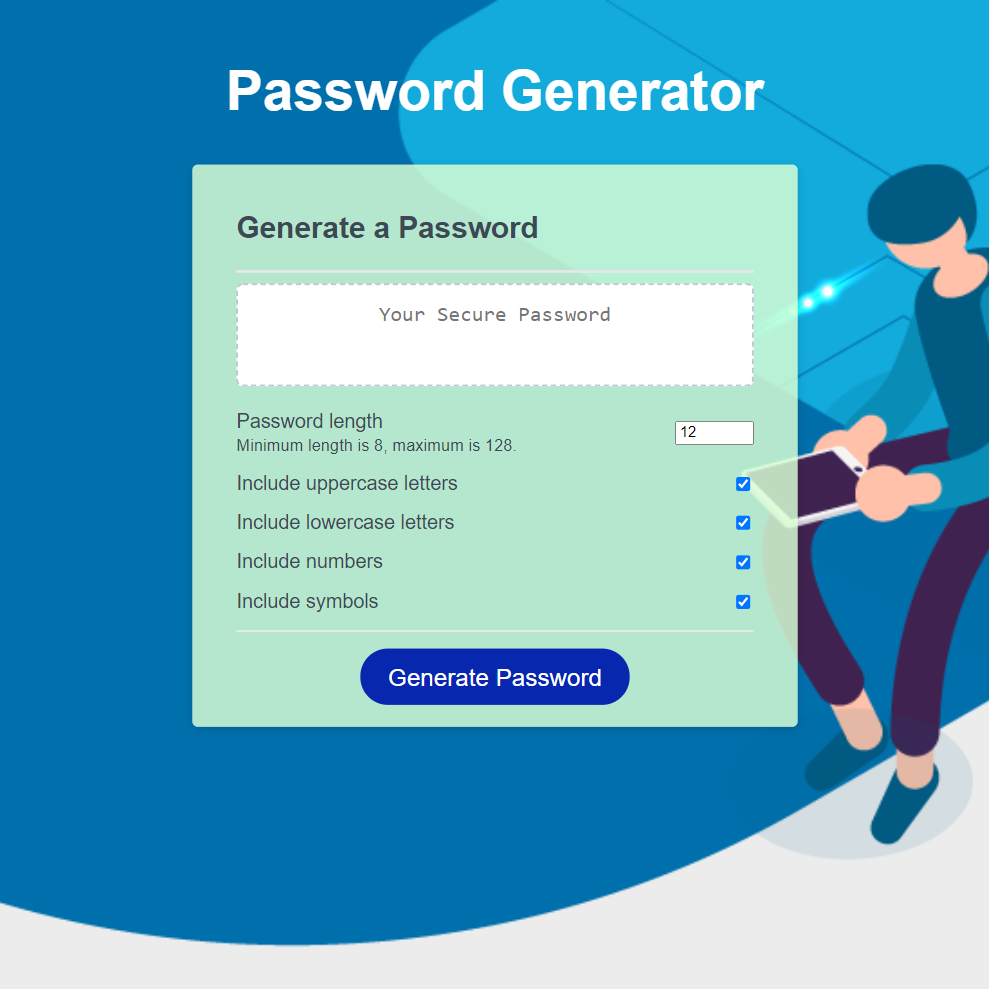 Password Generator
Generate a Password
Your Secure Password
Password length
Minimum length is 8, maximum is 128.
12
Include uppercase letters
Include lowercase letters
Include numbers
Include symbols
Generate Password